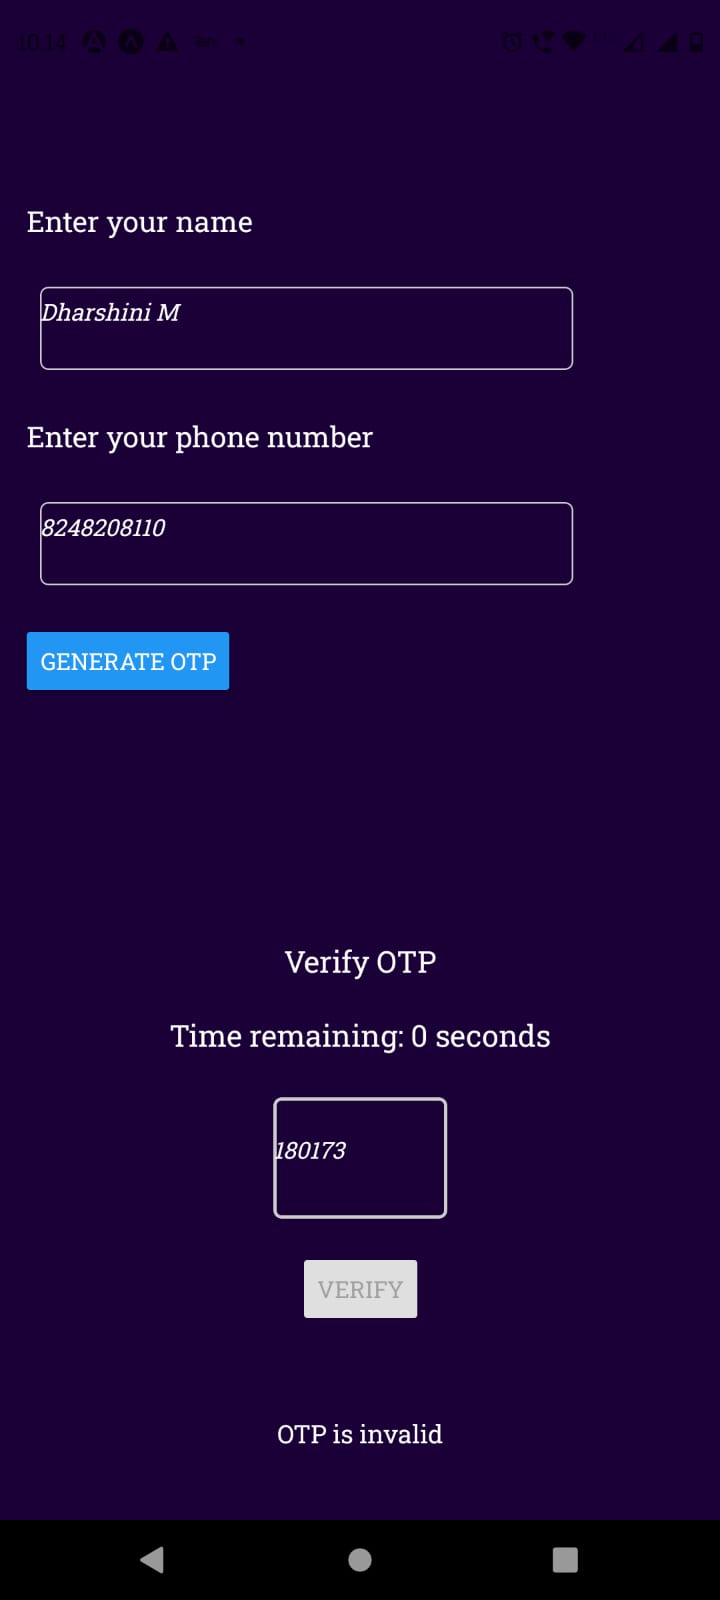 10:14
Enter your name
Dharshini M
Enter your phone number
8248208110
GENERATE OTP
Verify OTP
Time remaining: 0 seconds
180173
VERIFY
OTP is invalid